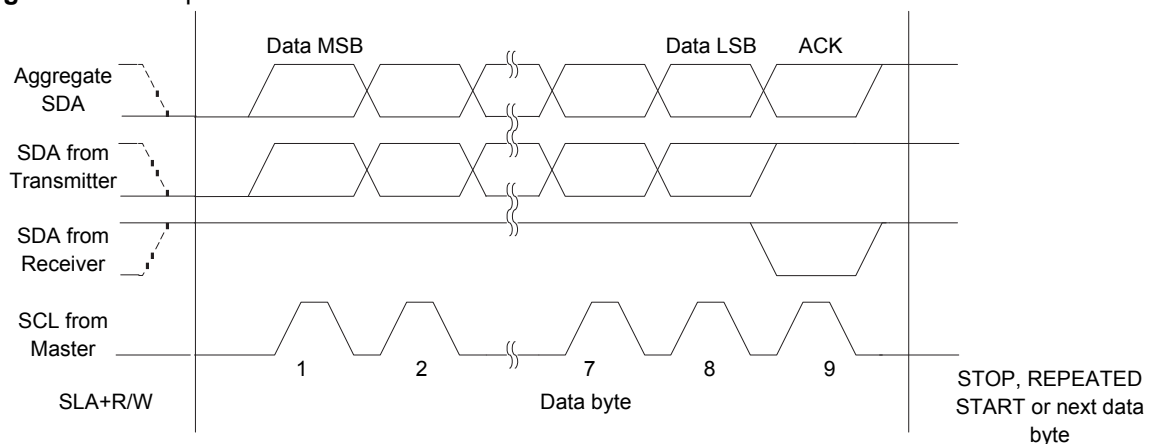 Data MSB
Data LSB
ACK
Aggregate
SDA
SDA from
Transmitter
SDA from
Receiver
SCL from
Master
1
2
7
8
9
SLA+R/W
Data byte
STOP, REPEATED
START or next data
byte